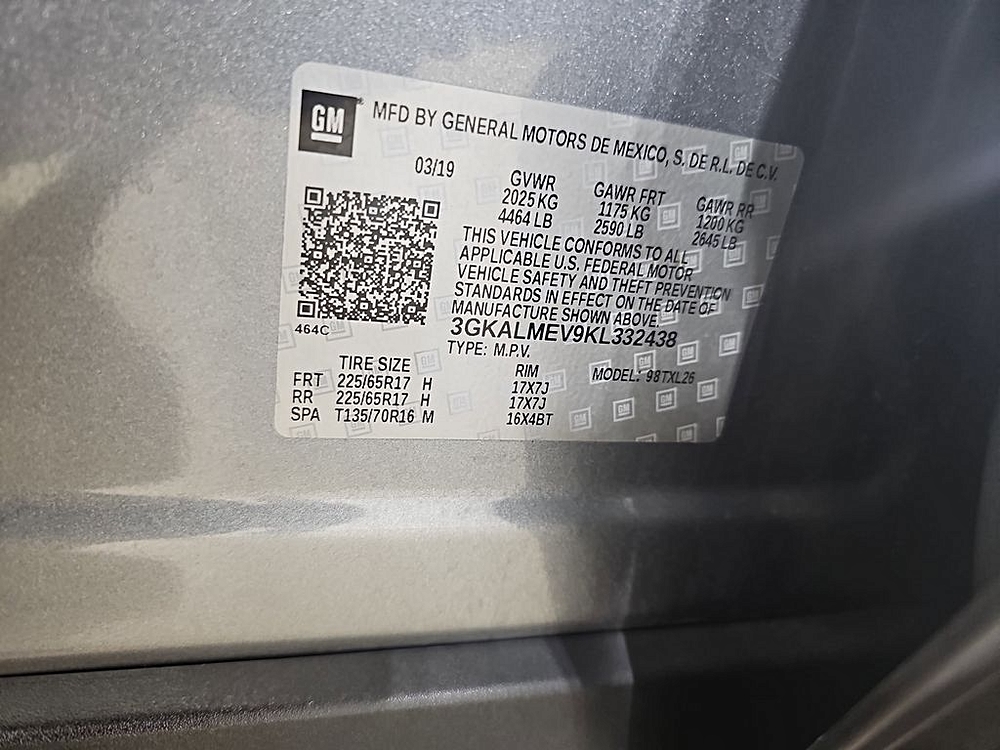 GM
MFD BY GENERAL MOTORS DE MEXICO, S. DE R.L. DE C.V.
03/19
GVWR GAWR FRT GAWR RR
2025 KG 1175 KG 1200 KG
4464 LB 2590 LB 2645 LB
THIS VEHICLE CONFORMS TO ALL
APPLICABLE U.S. FEDERAL MOTOR
VEHICLE SAFETY AND THEFT PREVENTION
STANDARDS IN EFFECT ON THE DATE OF
MANUFACTURE SHOWN ABOVE.
464C
3GKALMEV9KL332438
TYPE: M.P.V. MODEL: 98TXL26
TIRE SIZE RIM
FRT 225/65R17 H 17X7J
RR 225/65R17 H 17X7J
SPA T135/70R16 M 16X4BT